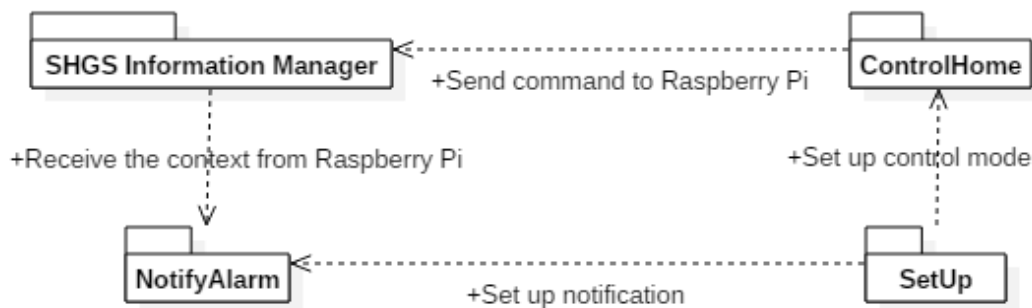 SHGS Information Manager
ControlHome
+Send command to Raspberry Pi
+Receive the context from Raspberry Pi
+Set up control mode
NotifyAlarm
SetUp
+Set up notification